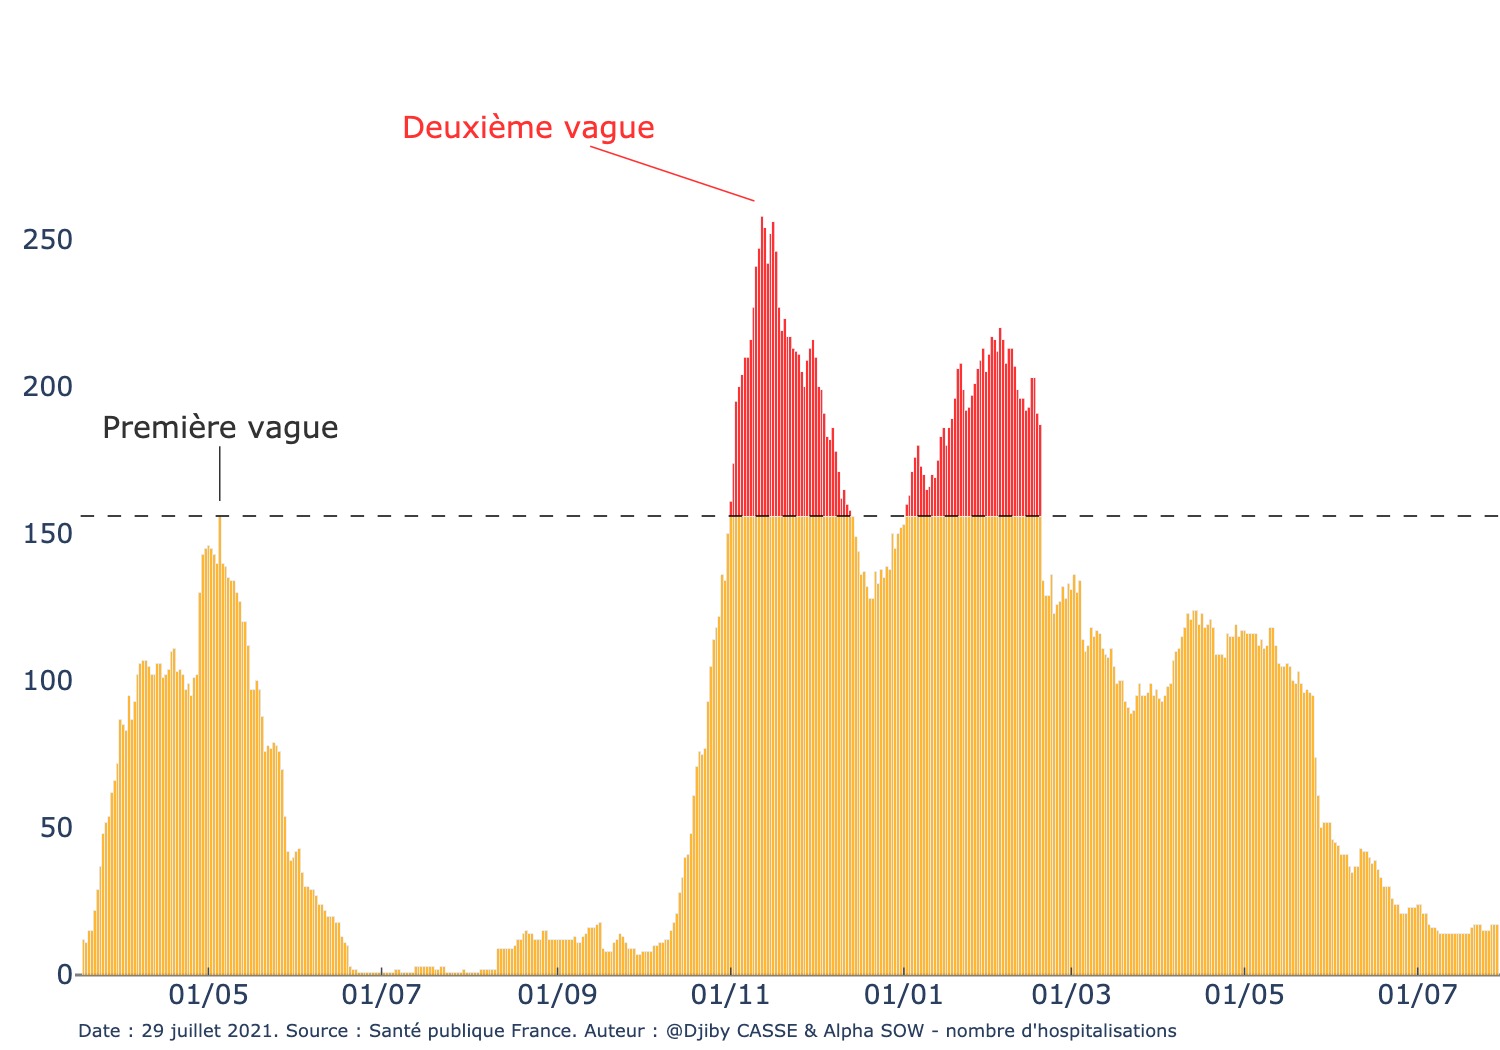 Deuxième vague
250
200
Première vague
150
100
50
0
01/05 01/07 01/09 01/11 01/01 01/03 01/05 01/07
Date : 29 juillet 2021. Source : Santé publique France. Auteur : @Djiby CASSE & Alpha SOW - nombre d'hospitalisations